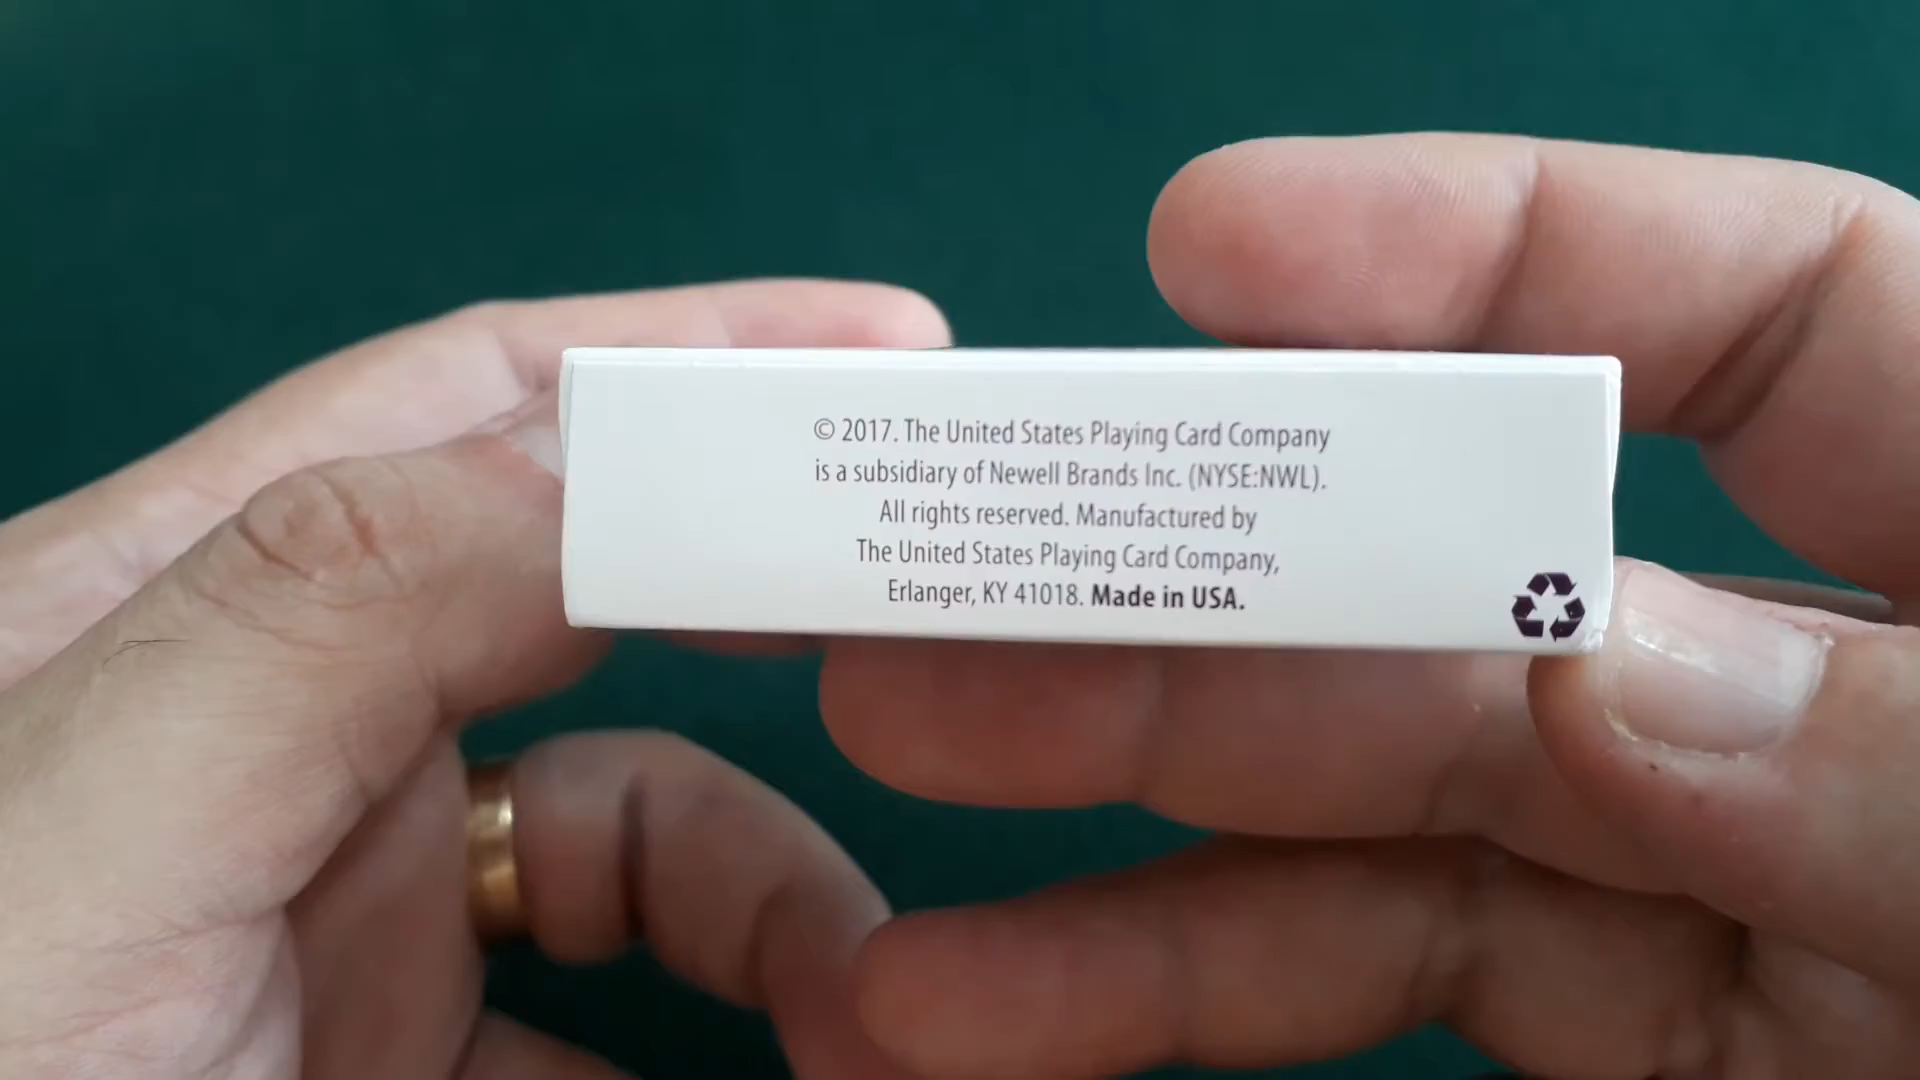 © 2017. The United States Playing Card Company
is a subsidiary of Newell Brands Inc. (NYSE:NWL).
All rights reserved. Manufactured by
The United States Playing Card Company,
Erlanger, KY 41018. Made in USA.